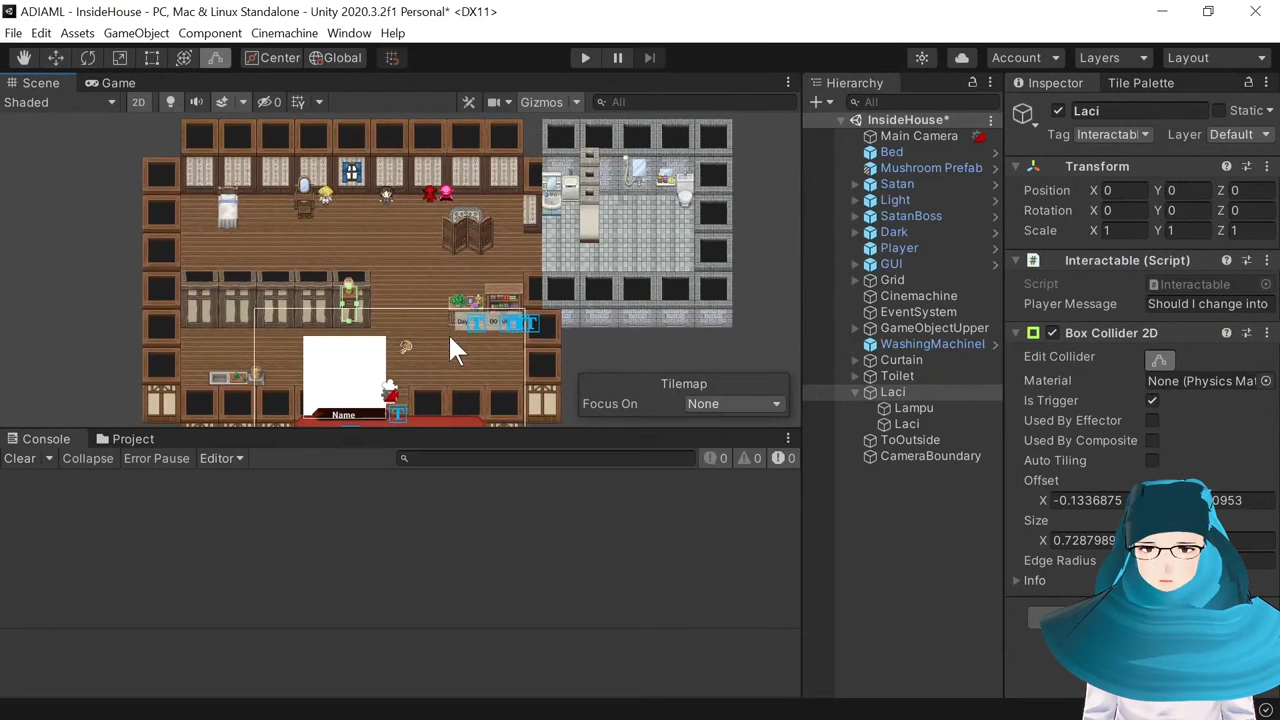 ADIAML - InsideHouse - PC, Mac & Linux Standalone - Unity 2020.3.2f1 Personal* <DX11>
File Edit Assets GameObject Component Cinemachine Window Help
Center Global Account Layers Layout
Scene Game
Shaded 2D 0 Gizmos All
Name
Tilemap
Focus On None
Console Project
Clear Collapse Error Pause Editor 0 0 0
Hierarchy
All
InsideHouse*
Main Camera
Bed
Mushroom Prefab
Satan
Light
SatanBoss
Dark
Player
GUI
Grid
Cinemachine
EventSystem
GameObjectUpper
WashingMachineI
Curtain
Toilet
Laci
Lampu
Laci
ToOutside
CameraBoundary
Inspector Tile Palette
Laci Static
Tag Interactabl Layer Default
Transform
Position X 0 Y 0 Z 0
Rotation X 0 Y 0 Z 0
Scale X 1 Y 1 Z 1
Interactable (Script)
Script Interactable
Player Message Should I change into
Box Collider 2D
Edit Collider
Material None (Physics Mat
Is Trigger
Used By Effector
Used By Composite
Auto Tiling
Offset
X -0.1336875 0953
Size
X 0.7287989
Edge Radius
Info